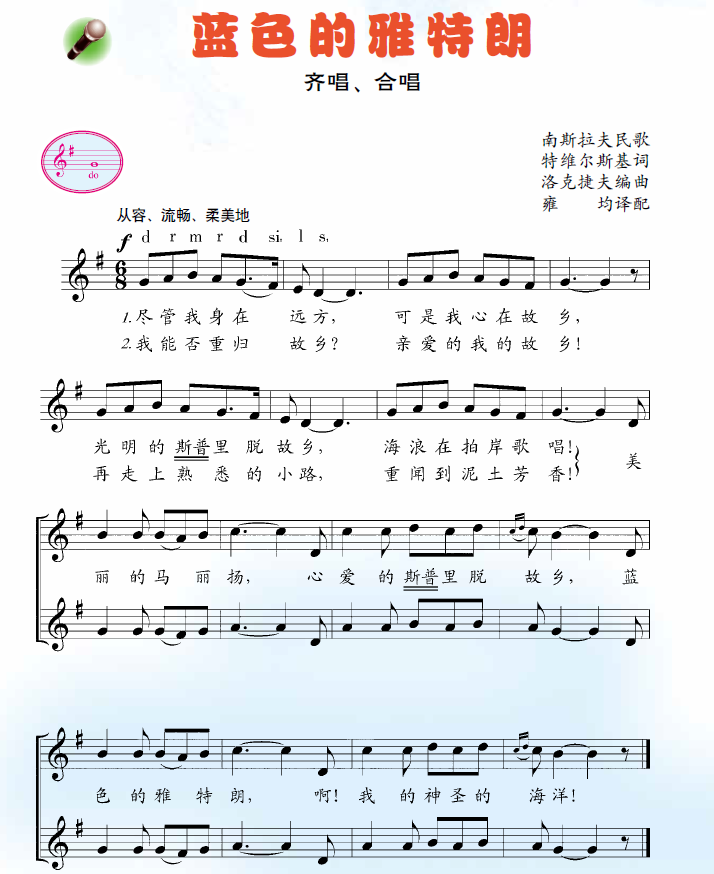 蓝色的雅特朗
齐唱、合唱
do
南斯拉夫民歌
特维尔斯基词
洛克捷夫编曲
雍 均译配
从容、流畅、柔美地
f d r m r d si, l, s,
6
8
1.尽管我身在 远方, 可是我心在故乡,
2.我能否重归 故乡? 亲爱的我的故乡!
光明的斯普里脱故乡, 海浪在拍岸歌唱!
再走上熟悉的小路, 重闻到泥土芳香! 美
丽的马丽扬, 心爱的斯普里脱 故乡, 蓝
色的雅特朗, 啊!我的神圣的 海洋!